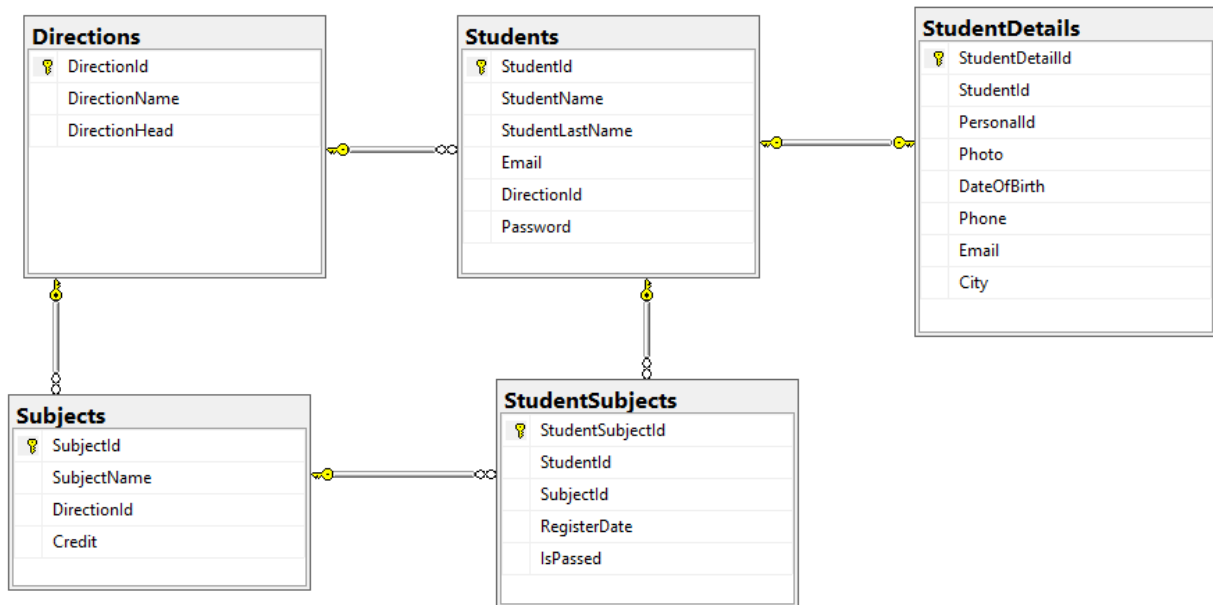 Directions
DirectionId
DirectionName
DirectionHead
Students
StudentId
StudentName
StudentLastName
Email
DirectionId
Password
StudentDetails
StudentDetailId
StudentId
PersonalId
Photo
DateOfBirth
Phone
Email
City
Subjects
SubjectId
SubjectName
DirectionId
Credit
StudentSubjects
StudentSubjectId
StudentId
SubjectId
RegisterDate
IsPassed